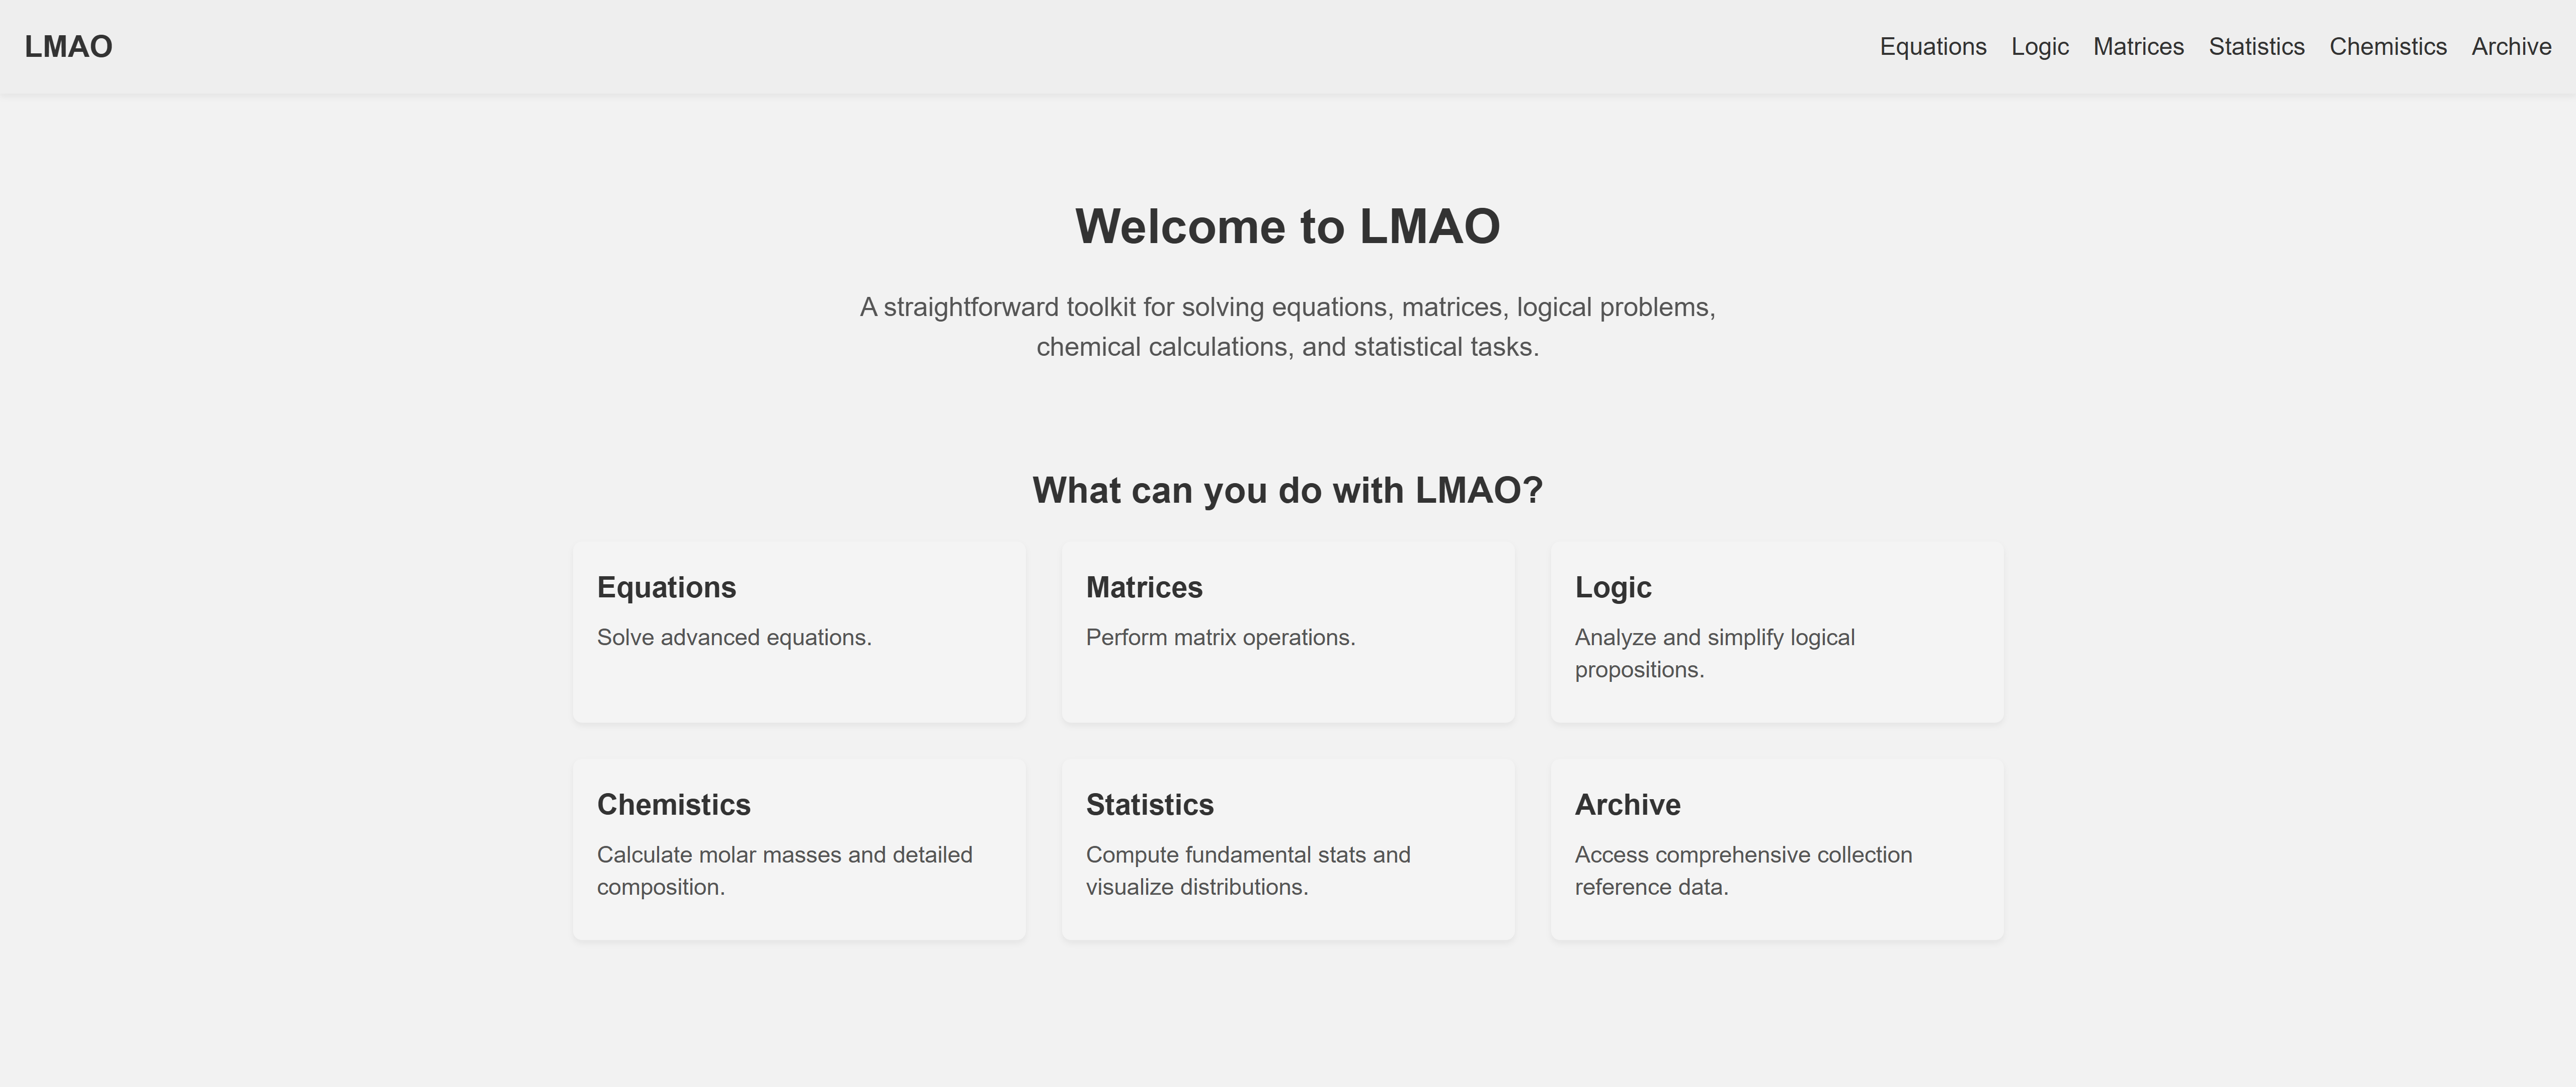 LMAO
Equations Logic Matrices Statistics Chemistics Archive
Welcome to LMAO
A straightforward toolkit for solving equations, matrices, logical problems,
chemical calculations, and statistical tasks.
What can you do with LMAO?
Equations
Solve advanced equations.
Matrices
Perform matrix operations.
Logic
Analyze and simplify logical
propositions.
Chemistics
Calculate molar masses and detailed
composition.
Statistics
Compute fundamental stats and
visualize distributions.
Archive
Access comprehensive collection
reference data.